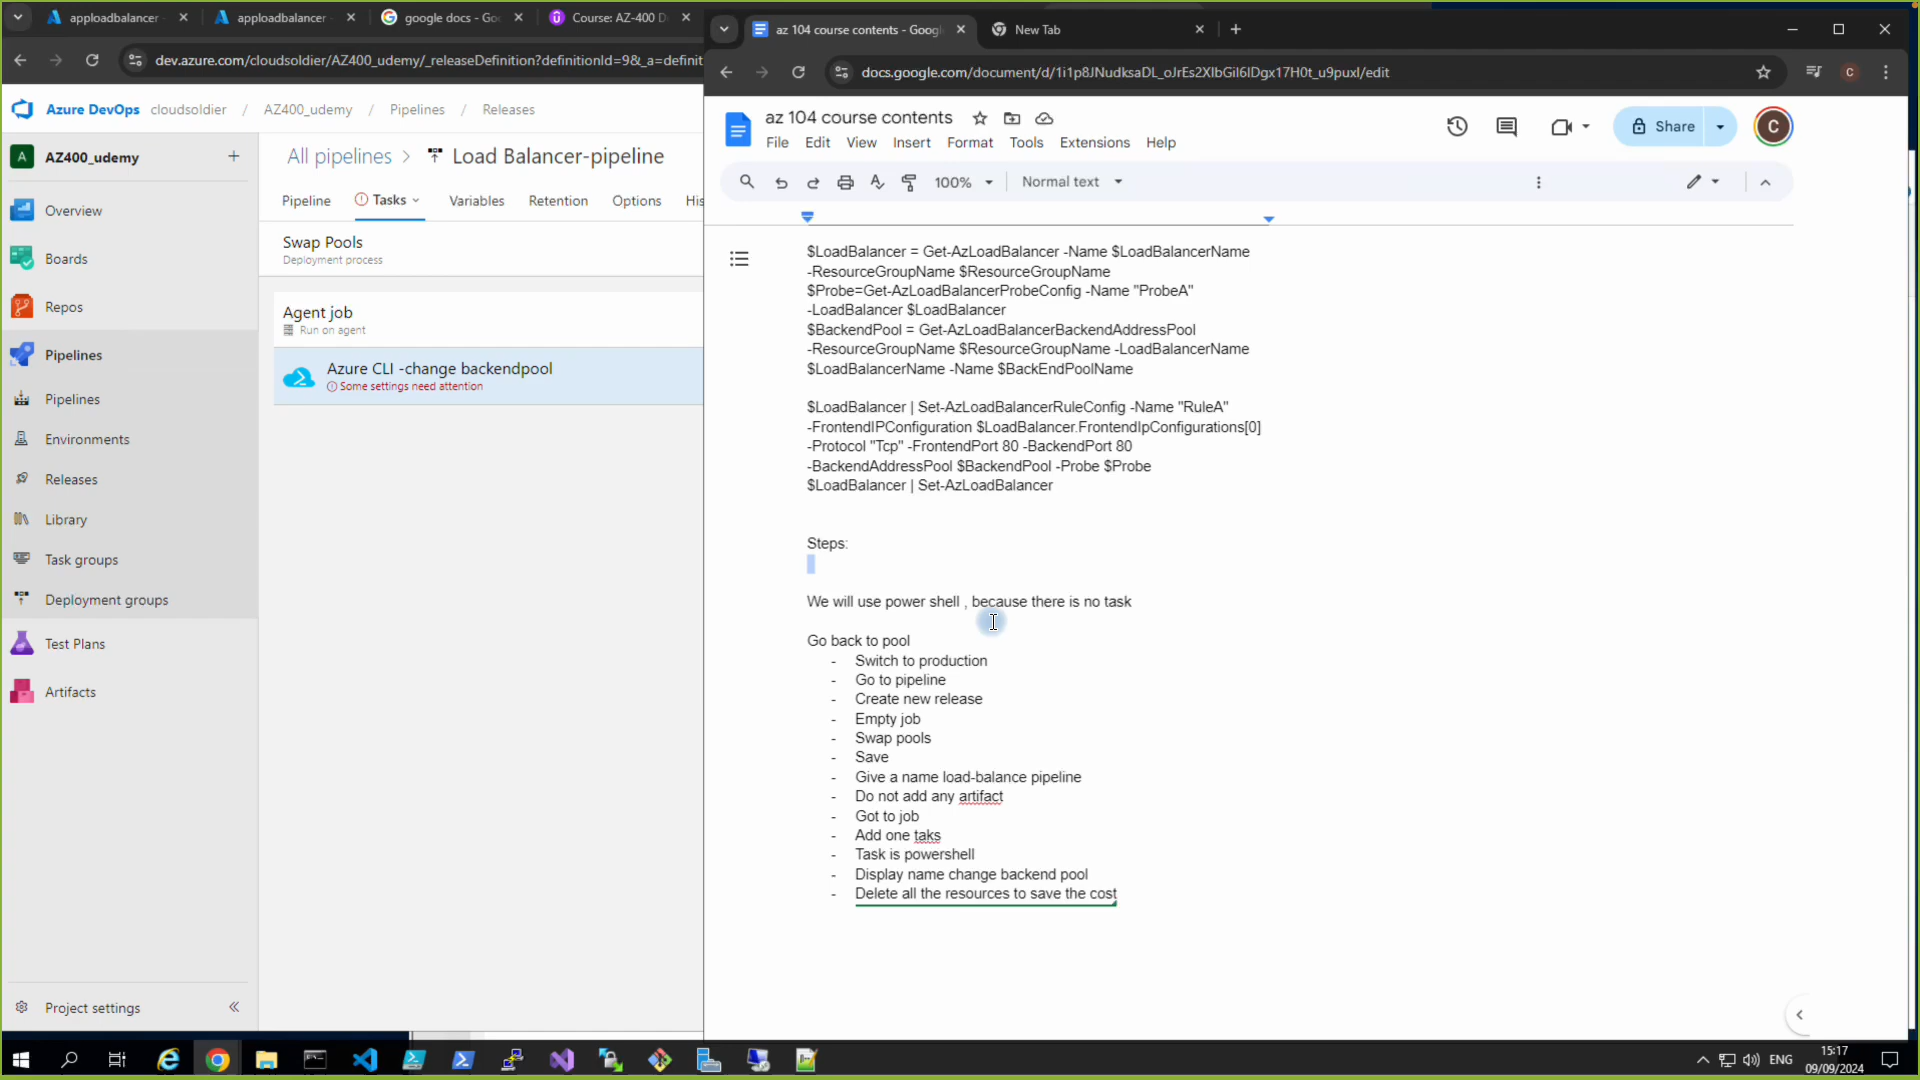 apploadbalancer
apploadbalancer
google docs - Goo
Course: AZ-400 D
az 104 course contents - Googl
New Tab
dev.azure.com/cloudsoldier/AZ400_udemy/_releaseDefinition?definitionId=9&_a=definit
docs.google.com/document/d/1i1p8JNudksaDL_oJrEs2XIbGil6IDgx17H0t_u9puxI/edit
Azure DevOps cloudsoldier / AZ400_udemy / Pipelines / Releases
A AZ400_udemy +
Overview
Boards
Repos
Pipelines
Pipelines
Environments
Releases
Library
Task groups
Deployment groups
Test Plans
Artifacts
Project settings
All pipelines > Load Balancer-pipeline
Pipeline Tasks Variables Retention Options His
Swap Pools
Deployment process
Agent job
Run on agent
Azure CLI -change backendpool
Some settings need attention
az 104 course contents
File Edit View Insert Format Tools Extensions Help
Share
C
100% Normal text
$LoadBalancer = Get-AzLoadBalancer -Name $LoadBalancerName
-ResourceGroupName $ResourceGroupName
$Probe=Get-AzLoadBalancerProbeConfig -Name "ProbeA"
-LoadBalancer $LoadBalancer
$BackendPool = Get-AzLoadBalancerBackendAddressPool
-ResourceGroupName $ResourceGroupName -LoadBalancerName
$LoadBalancerName -Name $BackEndPoolName
$LoadBalancer | Set-AzLoadBalancerRuleConfig -Name "RuleA"
-FrontendIPConfiguration $LoadBalancer.FrontendIpConfigurations[0]
-Protocol "Tcp" -FrontendPort 80 -BackendPort 80
-BackendAddressPool $BackendPool -Probe $Probe
$LoadBalancer | Set-AzLoadBalancer
Steps:
We will use power shell , because there is no task
Go back to pool
- Switch to production
- Go to pipeline
- Create new release
- Empty job
- Swap pools
- Save
- Give a name load-balance pipeline
- Do not add any artifact
- Got to job
- Add one taks
- Task is powershell
- Display name change backend pool
- Delete all the resources to save the cost
ENG
15:17
09/09/2024